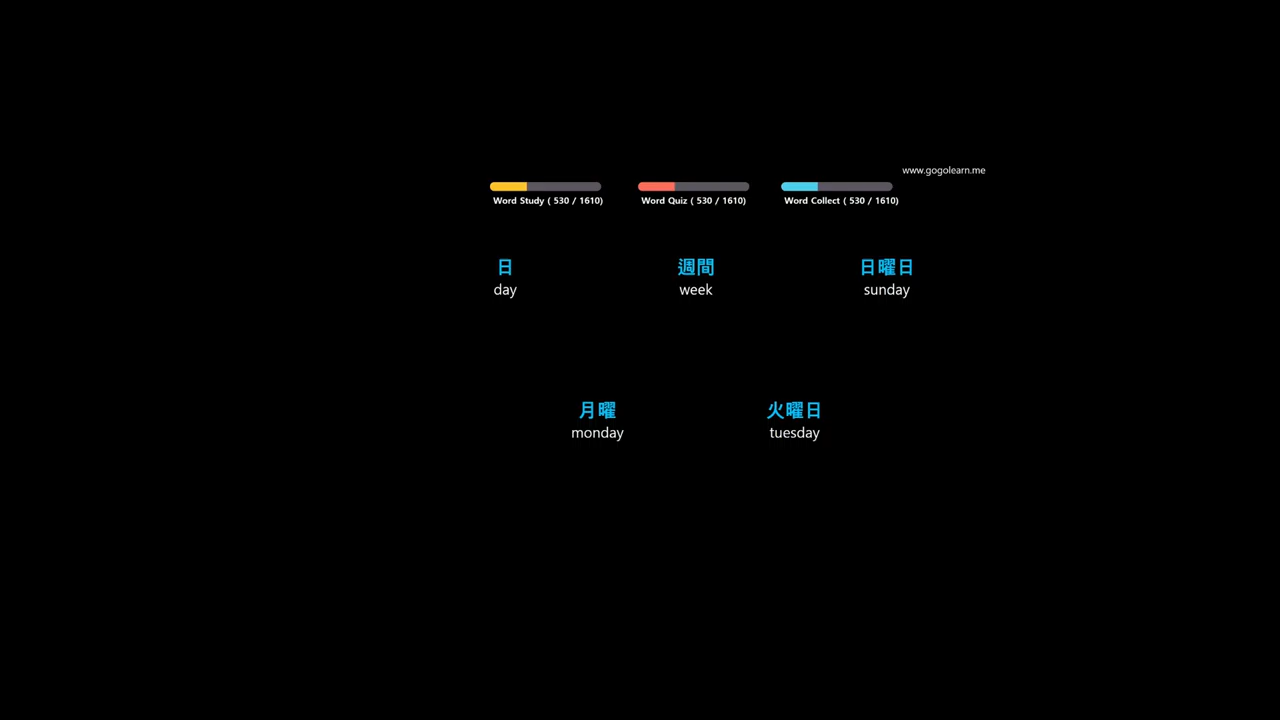 www.gogolearn.me
Word Study ( 530 / 1610)
Word Quiz ( 530 / 1610)
Word Collect ( 530 / 1610)
日
day
週間
week
日曜日
sunday
月曜
monday
火曜日
tuesday